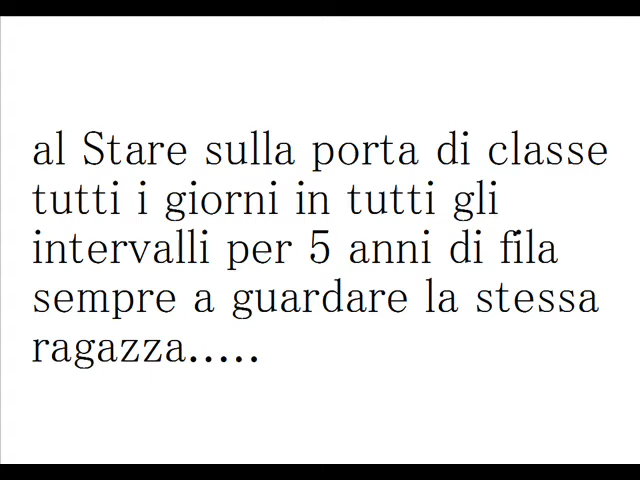 al Stare sulla porta di classe
tutti i giorni in tutti gli
intervalli per 5 anni di fila
sempre a guardare la stessa
ragazza.....